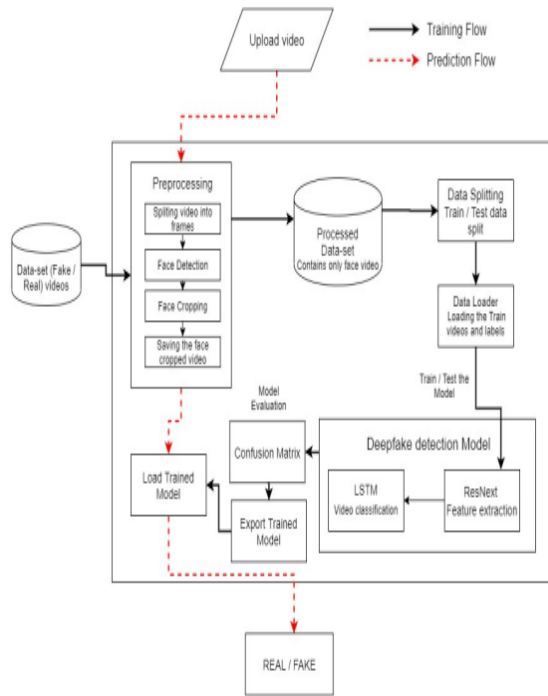 Upload video
Training Flow
Prediction Flow
Preprocessing
Spliting video into
frames
Face Detection
Face Cropping
Saving the face
cropped video
Data-set (Fake /
Real) videos
Processed
Data-set
Contains only face video
Data Splitting
Train / Test data
split
Data Loader
Loading the Train
videos and labels
Train / Test the
Model
Model
Evaluation
Deepfake detection Model
LSTM
Video classification
ResNext
Feature extraction
Confusion Matrix
Export Trained
Model
Load Trained
Model
REAL / FAKE